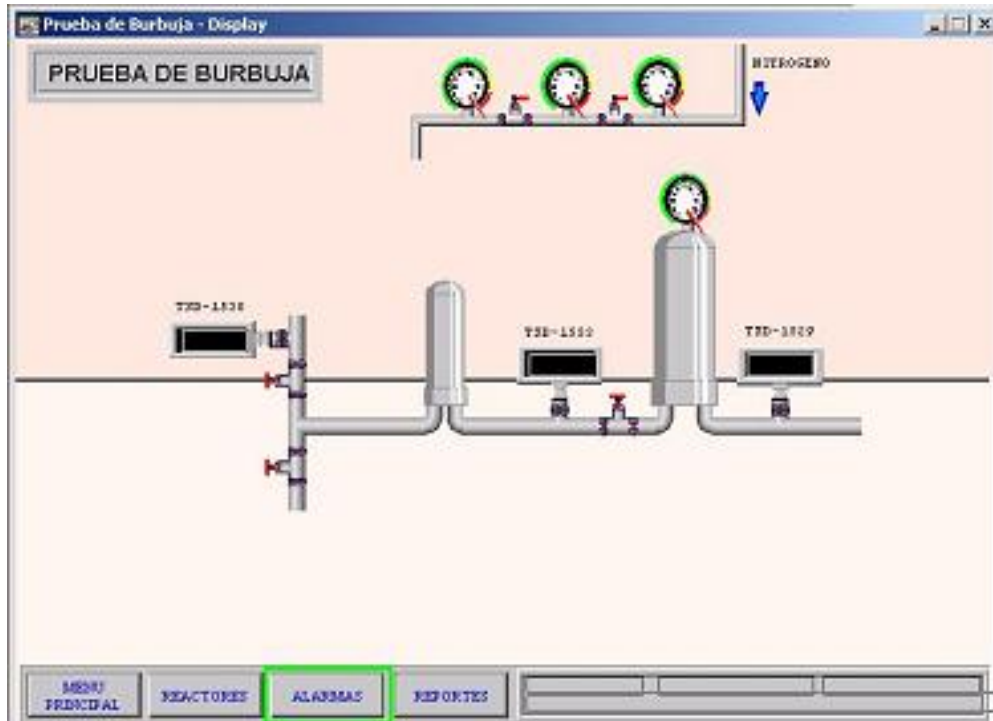 Prueba de Burbuja - Display
PRUEBA DE BURBUJA
NITROGENO
MENU
PRINCIPAL
REACTORES
ALARMAS
REPORTES